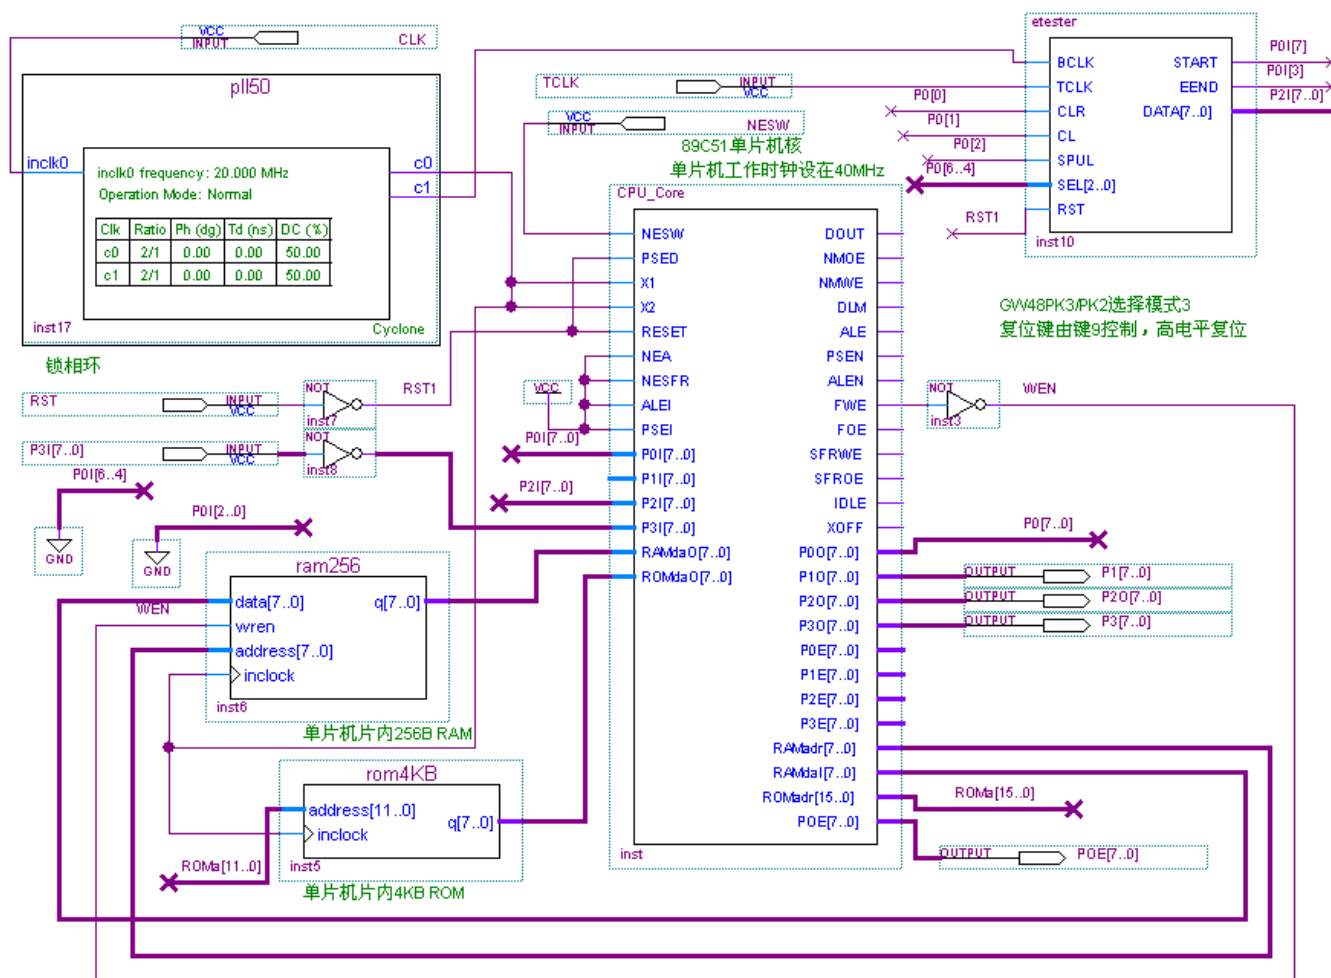 VCC
INPUT
CLK
pll50
inclk0
inclk0 frequency: 20.000 MHz
Operation Mode: Normal
Clk Ratio Ph (dg) Td (ns) DC (%)
c0 2/1 0.00 0.00 50.00
c1 2/1 0.00 0.00 50.00
c0
c1
inst17
Cyclone
锁相环
TCLK
INPUT
VCC
VCC
INPUT
NESW
89C51单片机核
单片机工作时钟设在40MHz
etester
BCLK
TCLK
CLR
CL
SPUL
SEL[2..0]
RST
START
EEND
DATA[7..0]
inst10
P0[0]
P0[1]
P0[2]
P0[6..4]
RST1
P0I[7]
P0I[3]
P2I[7..0]
GW48PK3/PK2选择模式3
复位键由键9控制，高电平复位
RST
INPUT
VCC
NOT
inst7
RST1
P3I[7..0]
INPUT
VCC
NOT
inst8
P0I[6..4]
GND
P0I[2..0]
GND
VCC
P0I[7..0]
P2I[7..0]
CPU_Core
NESW
PSED
X1
X2
RESET
NEA
NESFR
ALEI
PSEI
P0I[7..0]
P1I[7..0]
P2I[7..0]
P3I[7..0]
RAMdaO[7..0]
ROMdaO[7..0]
DOUT
NMOE
NMWE
DLM
ALE
PSEN
ALEN
FWE
FOE
SFRWE
SFROE
IDLE
XOFF
P0O[7..0]
P1O[7..0]
P2O[7..0]
P3O[7..0]
P0E[7..0]
P1E[7..0]
P2E[7..0]
P3E[7..0]
RAMadr[7..0]
RAMdaI[7..0]
ROMadr[15..0]
POE[7..0]
inst
NOT
inst3
WEN
P0[7..0]
OUTPUT
P1[7..0]
OUTPUT
P2O[7..0]
OUTPUT
P3[7..0]
ROMa[15..0]
OUTPUT
POE[7..0]
ram256
WEN
data[7..0]
wren
address[7..0]
inclock
q[7..0]
inst6
单片机片内256B RAM
rom4KB
address[11..0]
inclock
q[7..0]
inst5
ROMa[11..0]
单片机片内4KB ROM